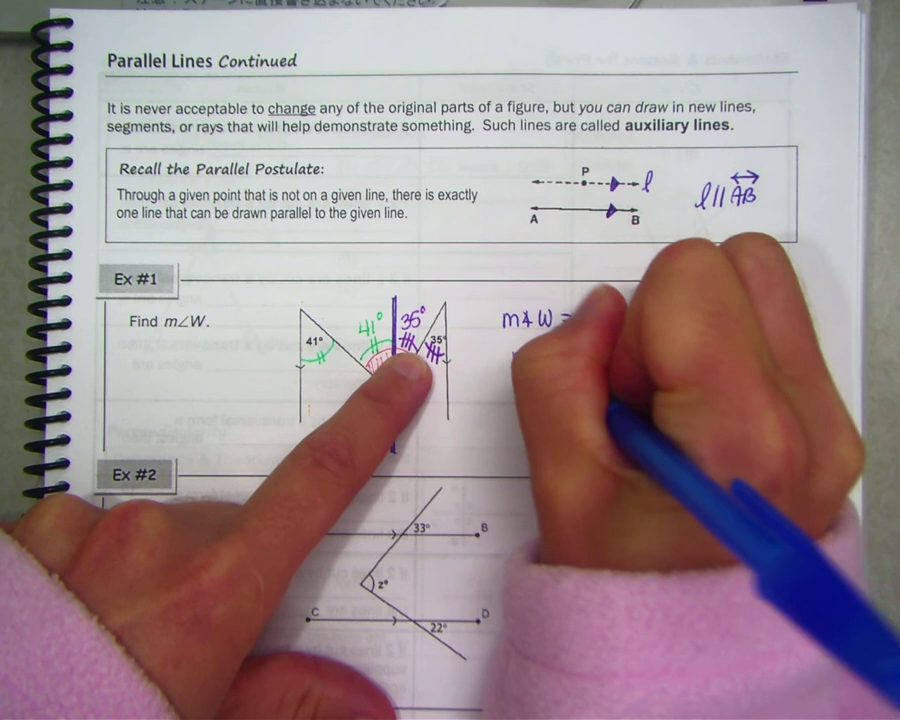 Parallel Lines Continued
It is never acceptable to change any of the original parts of a figure, but you can draw in new lines,
segments, or rays that will help demonstrate something. Such lines are called auxiliary lines.
Recall the Parallel Postulate:
Through a given point that is not on a given line, there is exactly
one line that can be drawn parallel to the given line.
P
ℓ
A
B
ℓ || AB
Ex #1
Find m∠W.
41°
41°
35°
35°
m∡W =
Ex #2
33°
B
z°
C
D
22°